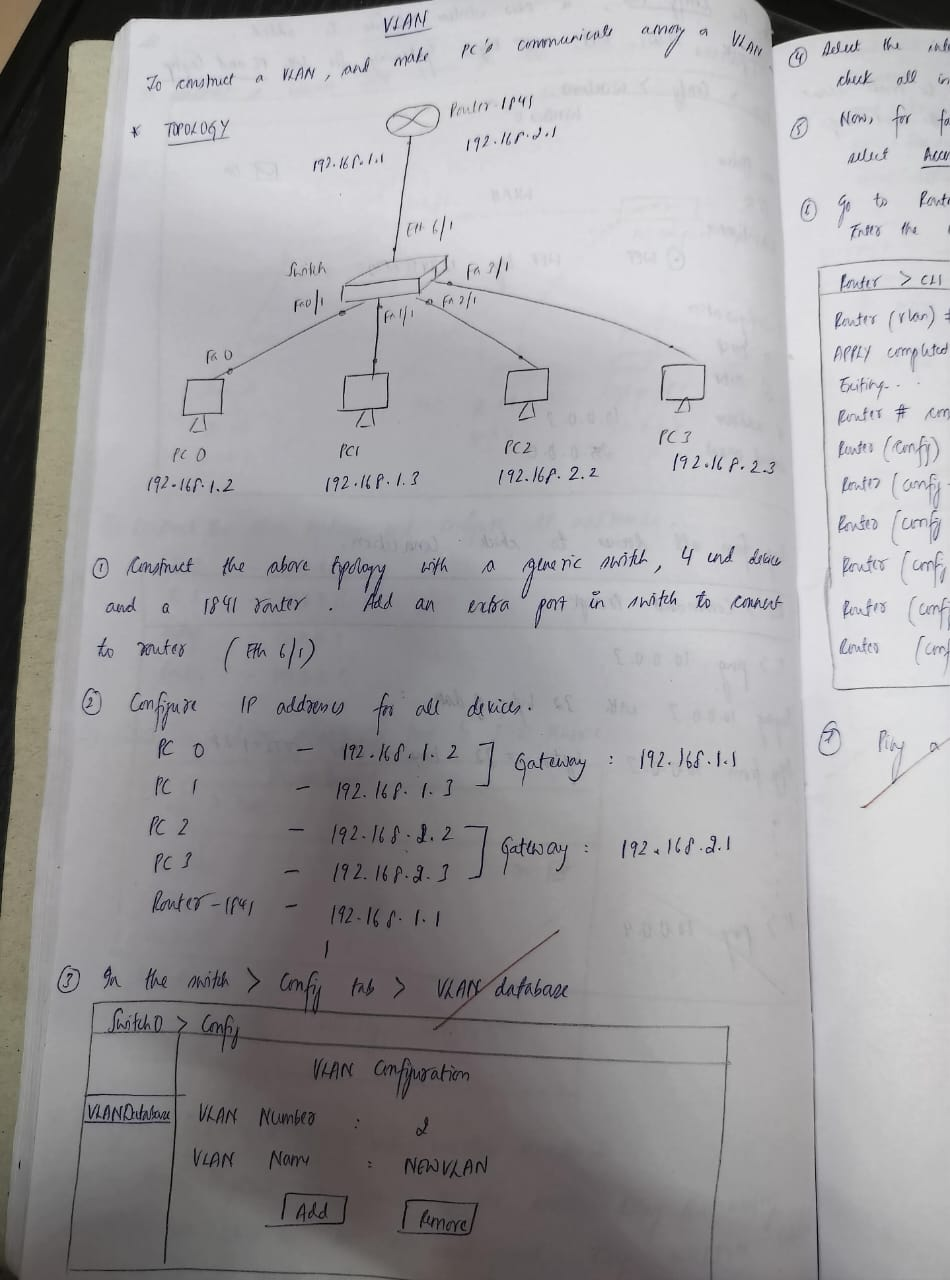 VLAN
To construct a VLAN, and make PC's communicate among a VLAN
* TOPOLOGY
Router-1841
192.168.1.1
192.168.2.1
Eth 6/1
Switch
Fa0/1
Fa1/1
Fa2/1
Fa3/1
Fa 0
PC 0
192.168.1.2
PC1
192.168.1.3
PC2
192.168.2.2
PC 3
192.168.2.3
① Construct the above topology with a generic switch, 4 end devices
and a 1841 router. Add an extra port in switch to connect
to router (Eth 6/1)
② Configure IP addresses for all devices.
PC 0 - 192.168.1.2 ] Gateway : 192.168.1.1
PC 1 - 192.168.1.3
PC 2 - 192.168.2.2 ] Gateway : 192.168.2.1
PC 3 - 192.168.2.3
Router-1841 - 192.168.1.1
③ In the switch > Config tab > VLAN database
Switch0 > Config
VLAN Configuration
VLAN Database
VLAN Number : 2
VLAN Name : NEWVLAN
Add
Remove
④ Select the
check all
⑤ Now, for
select
⑥ Go to
Enter the
Router > CLI
Router (vlan) #
APPLY completed
Exiting..
Router #
Router (config)
Router (config
Router (config
Router (config
Router (config
Router (conf
⑦ Ping a